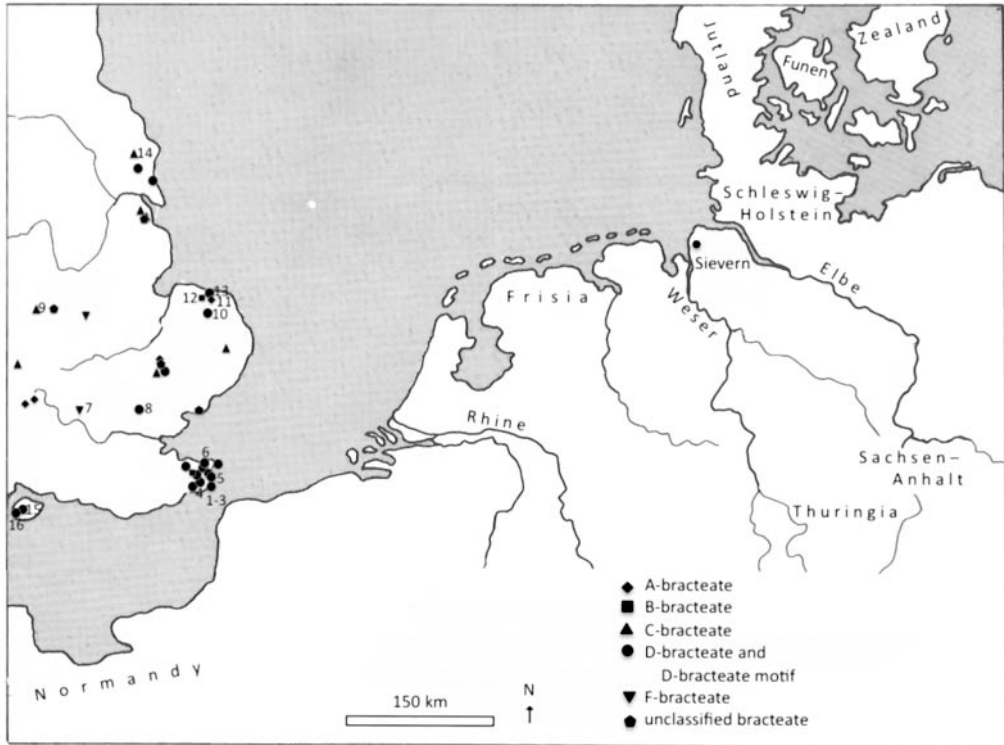 Jutland
Zealand
Funen
14
Schleswig–
Holstein
Sievern
Elbe
13
12
11
10
9
Frisia
Weser
7
8
Rhine
6
5
4
1-3
Sachsen–
Anhalt
Thuringia
15
16
A-bracteate
B-bracteate
C-bracteate
D-bracteate and
D-bracteate motif
F-bracteate
unclassified bracteate
150 km
N
Normandy